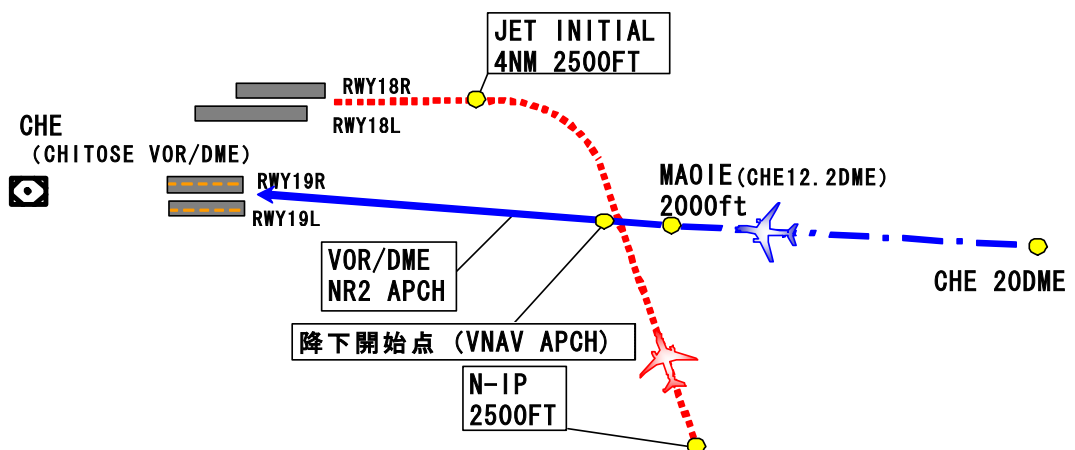 JET INITIAL
4NM 2500FT
RWY18R
RWY18L
CHE
(CHITOSE VOR/DME)
RWY19R
RWY19L
MAOIE(CHE12.2DME)
2000ft
CHE 20DME
VOR/DME
NR2 APCH
降下開始点 (VNAV APCH)
N-IP
2500FT